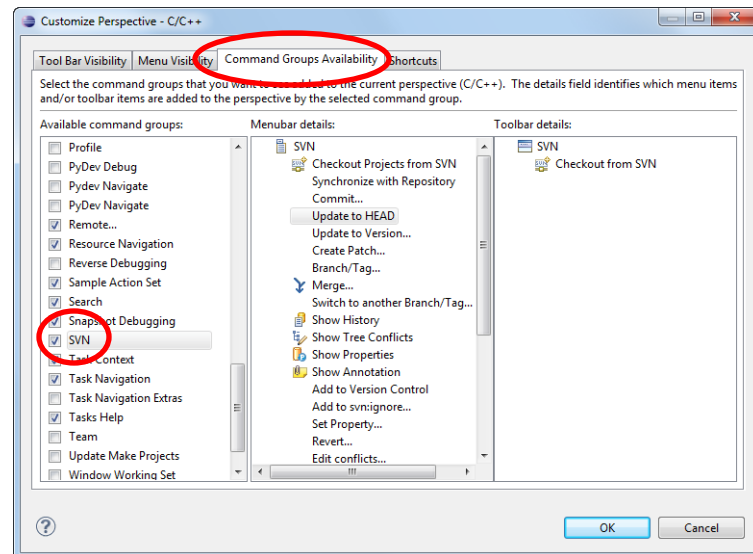 Customize Perspective - C/C++
Tool Bar Visibility
Menu Visibility
Command Groups Availability
Shortcuts
Select the command groups that you want to see added to the current perspective (C/C++). The details field identifies which menu items
and/or toolbar items are added to the perspective by the selected command group.
Available command groups:
Profile
PyDev Debug
Pydev Navigate
PyDev Navigate
Remote...
Resource Navigation
Reverse Debugging
Sample Action Set
Search
Snapshot Debugging
SVN
Task Context
Task Navigation
Task Navigation Extras
Tasks Help
Team
Update Make Projects
Window Working Set
Menubar details:
SVN
Checkout Projects from SVN
Synchronize with Repository
Commit...
Update to HEAD
Update to Version...
Create Patch...
Branch/Tag...
Merge...
Switch to another Branch/Tag...
Show History
Show Tree Conflicts
Show Properties
Show Annotation
Add to Version Control
Add to svn:ignore...
Set Property...
Revert...
Edit conflicts...
Toolbar details:
SVN
Checkout from SVN
OK
Cancel